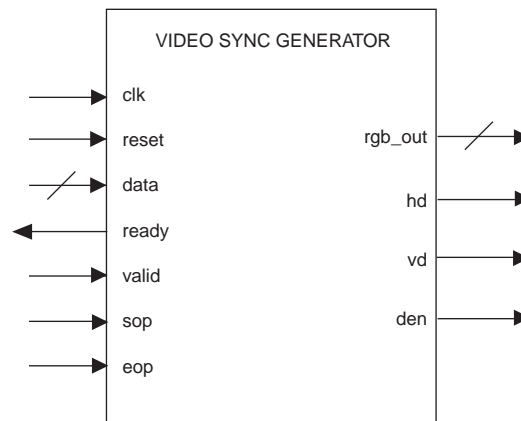 VIDEO SYNC GENERATOR
clk
reset
data
ready
valid
sop
eop
rgb_out
hd
vd
den